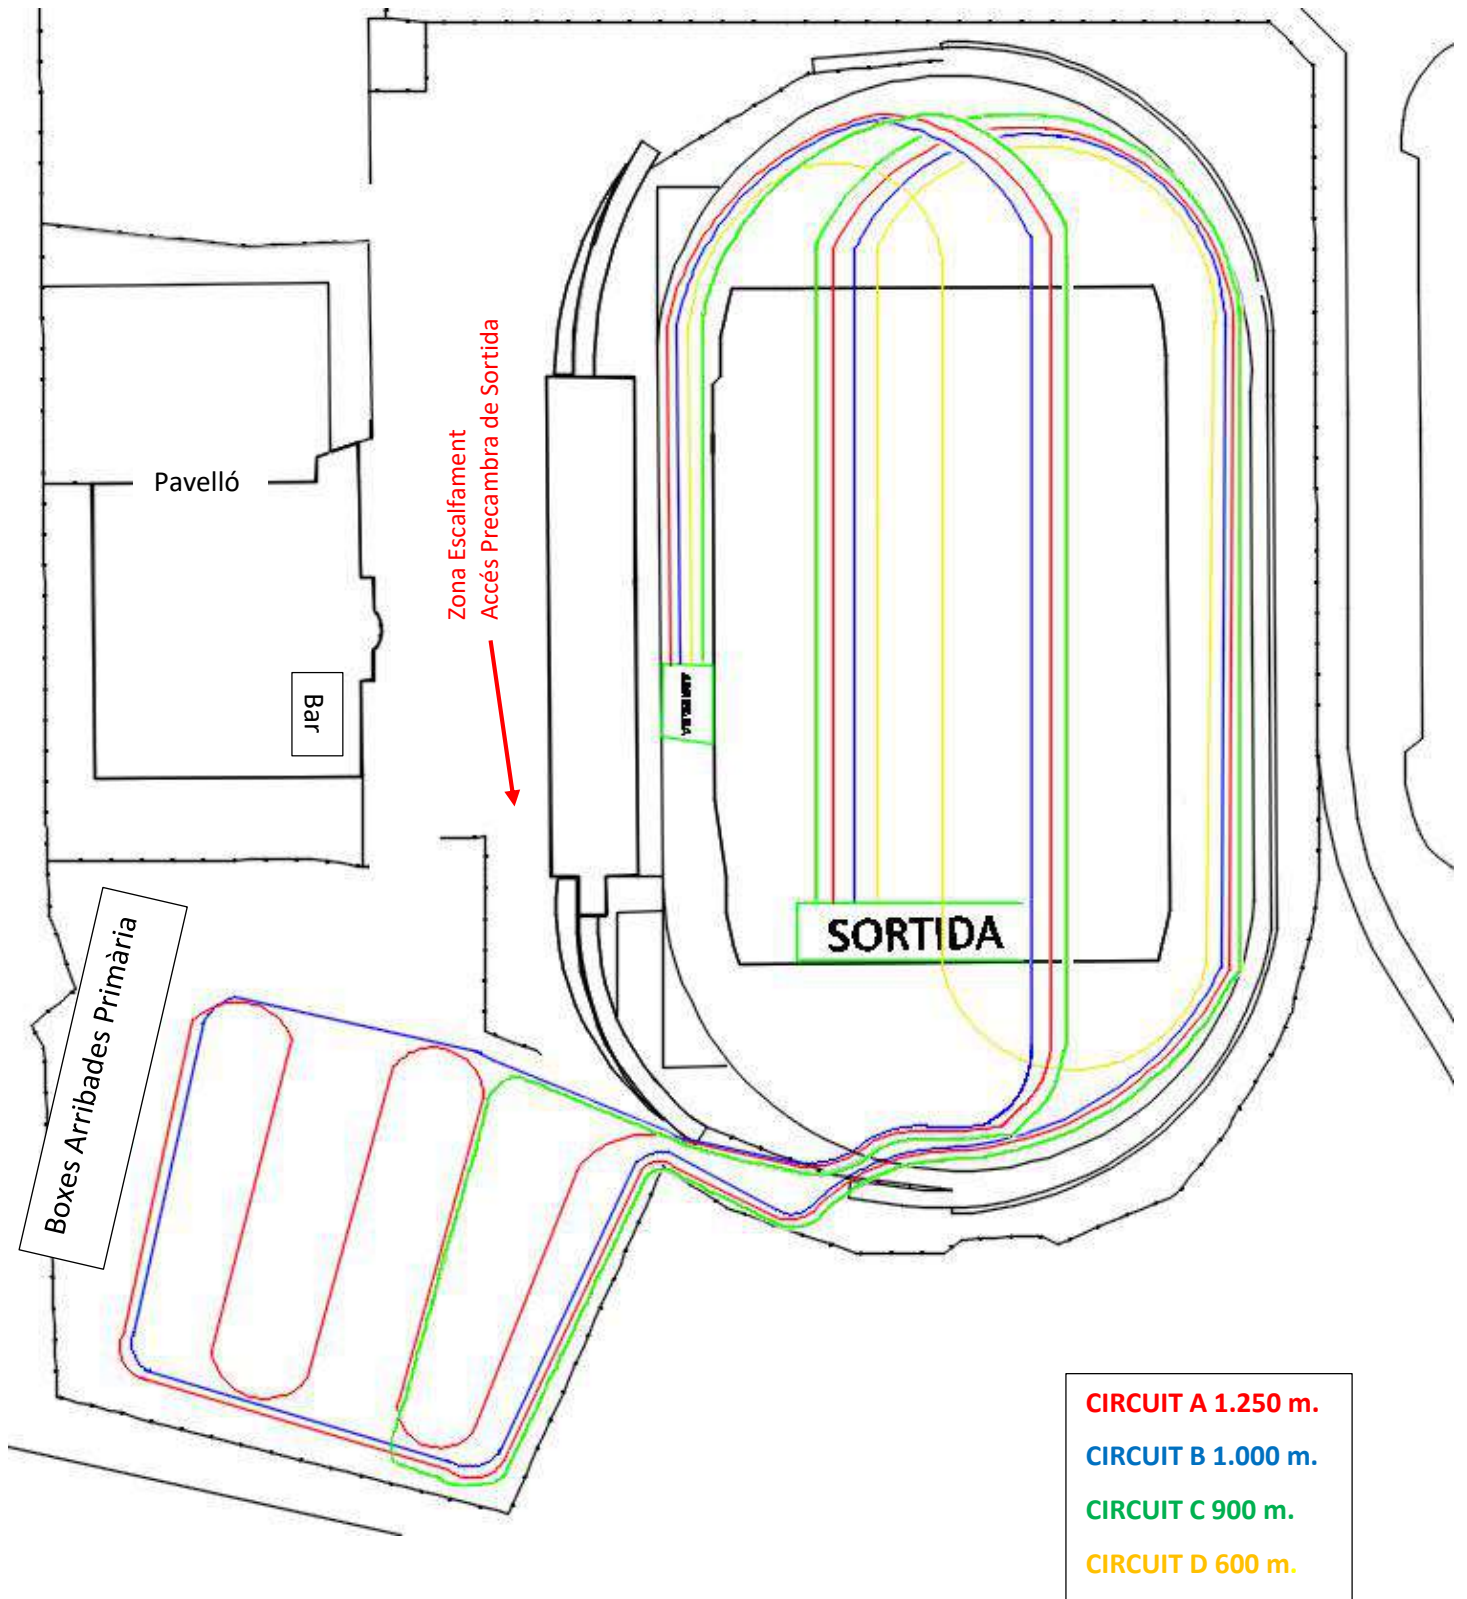 Pavelló
Bar
Zona Escalfament
Accés Precambra de Sortida
SORTIDA
Boxes Arribades Primària
CIRCUIT A 1.250 m.
CIRCUIT B 1.000 m.
CIRCUIT C 900 m.
CIRCUIT D 600 m.